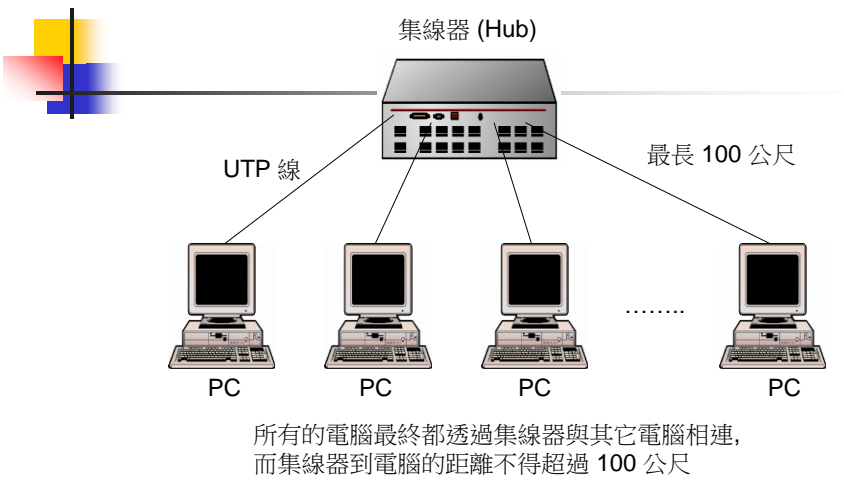 集線器 (Hub)
UTP 線
最長 100 公尺
……..
PC
PC
PC
PC
所有的電腦最終都透過集線器與其它電腦相連,
而集線器到電腦的距離不得超過 100 公尺